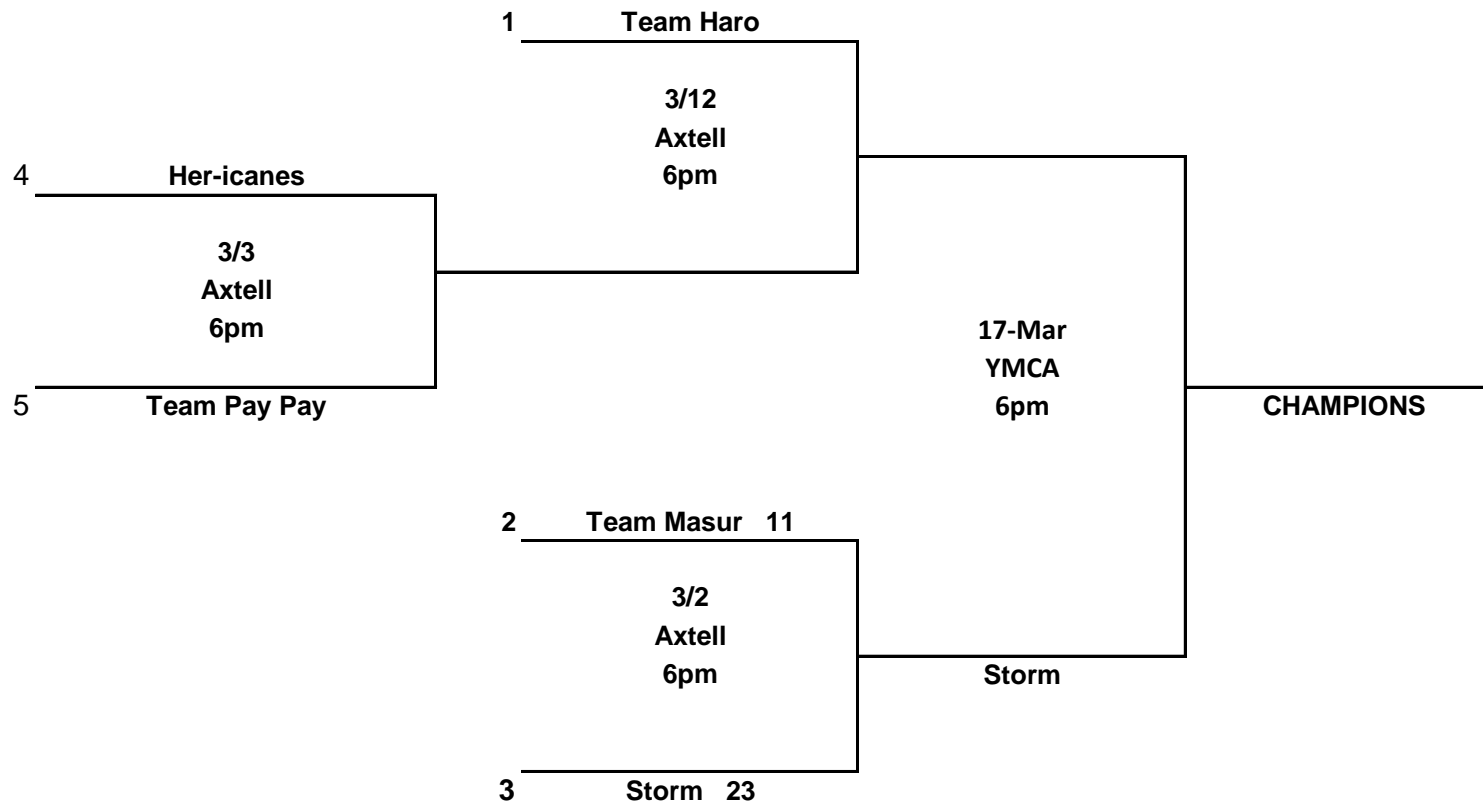 1 Team Haro
3/12
Axtell
6pm
4 Her-icanes
3/3
Axtell
6pm
5 Team Pay Pay
17-Mar
YMCA
6pm
CHAMPIONS
2 Team Masur 11
3/2
Axtell
6pm
Storm
3 Storm 23